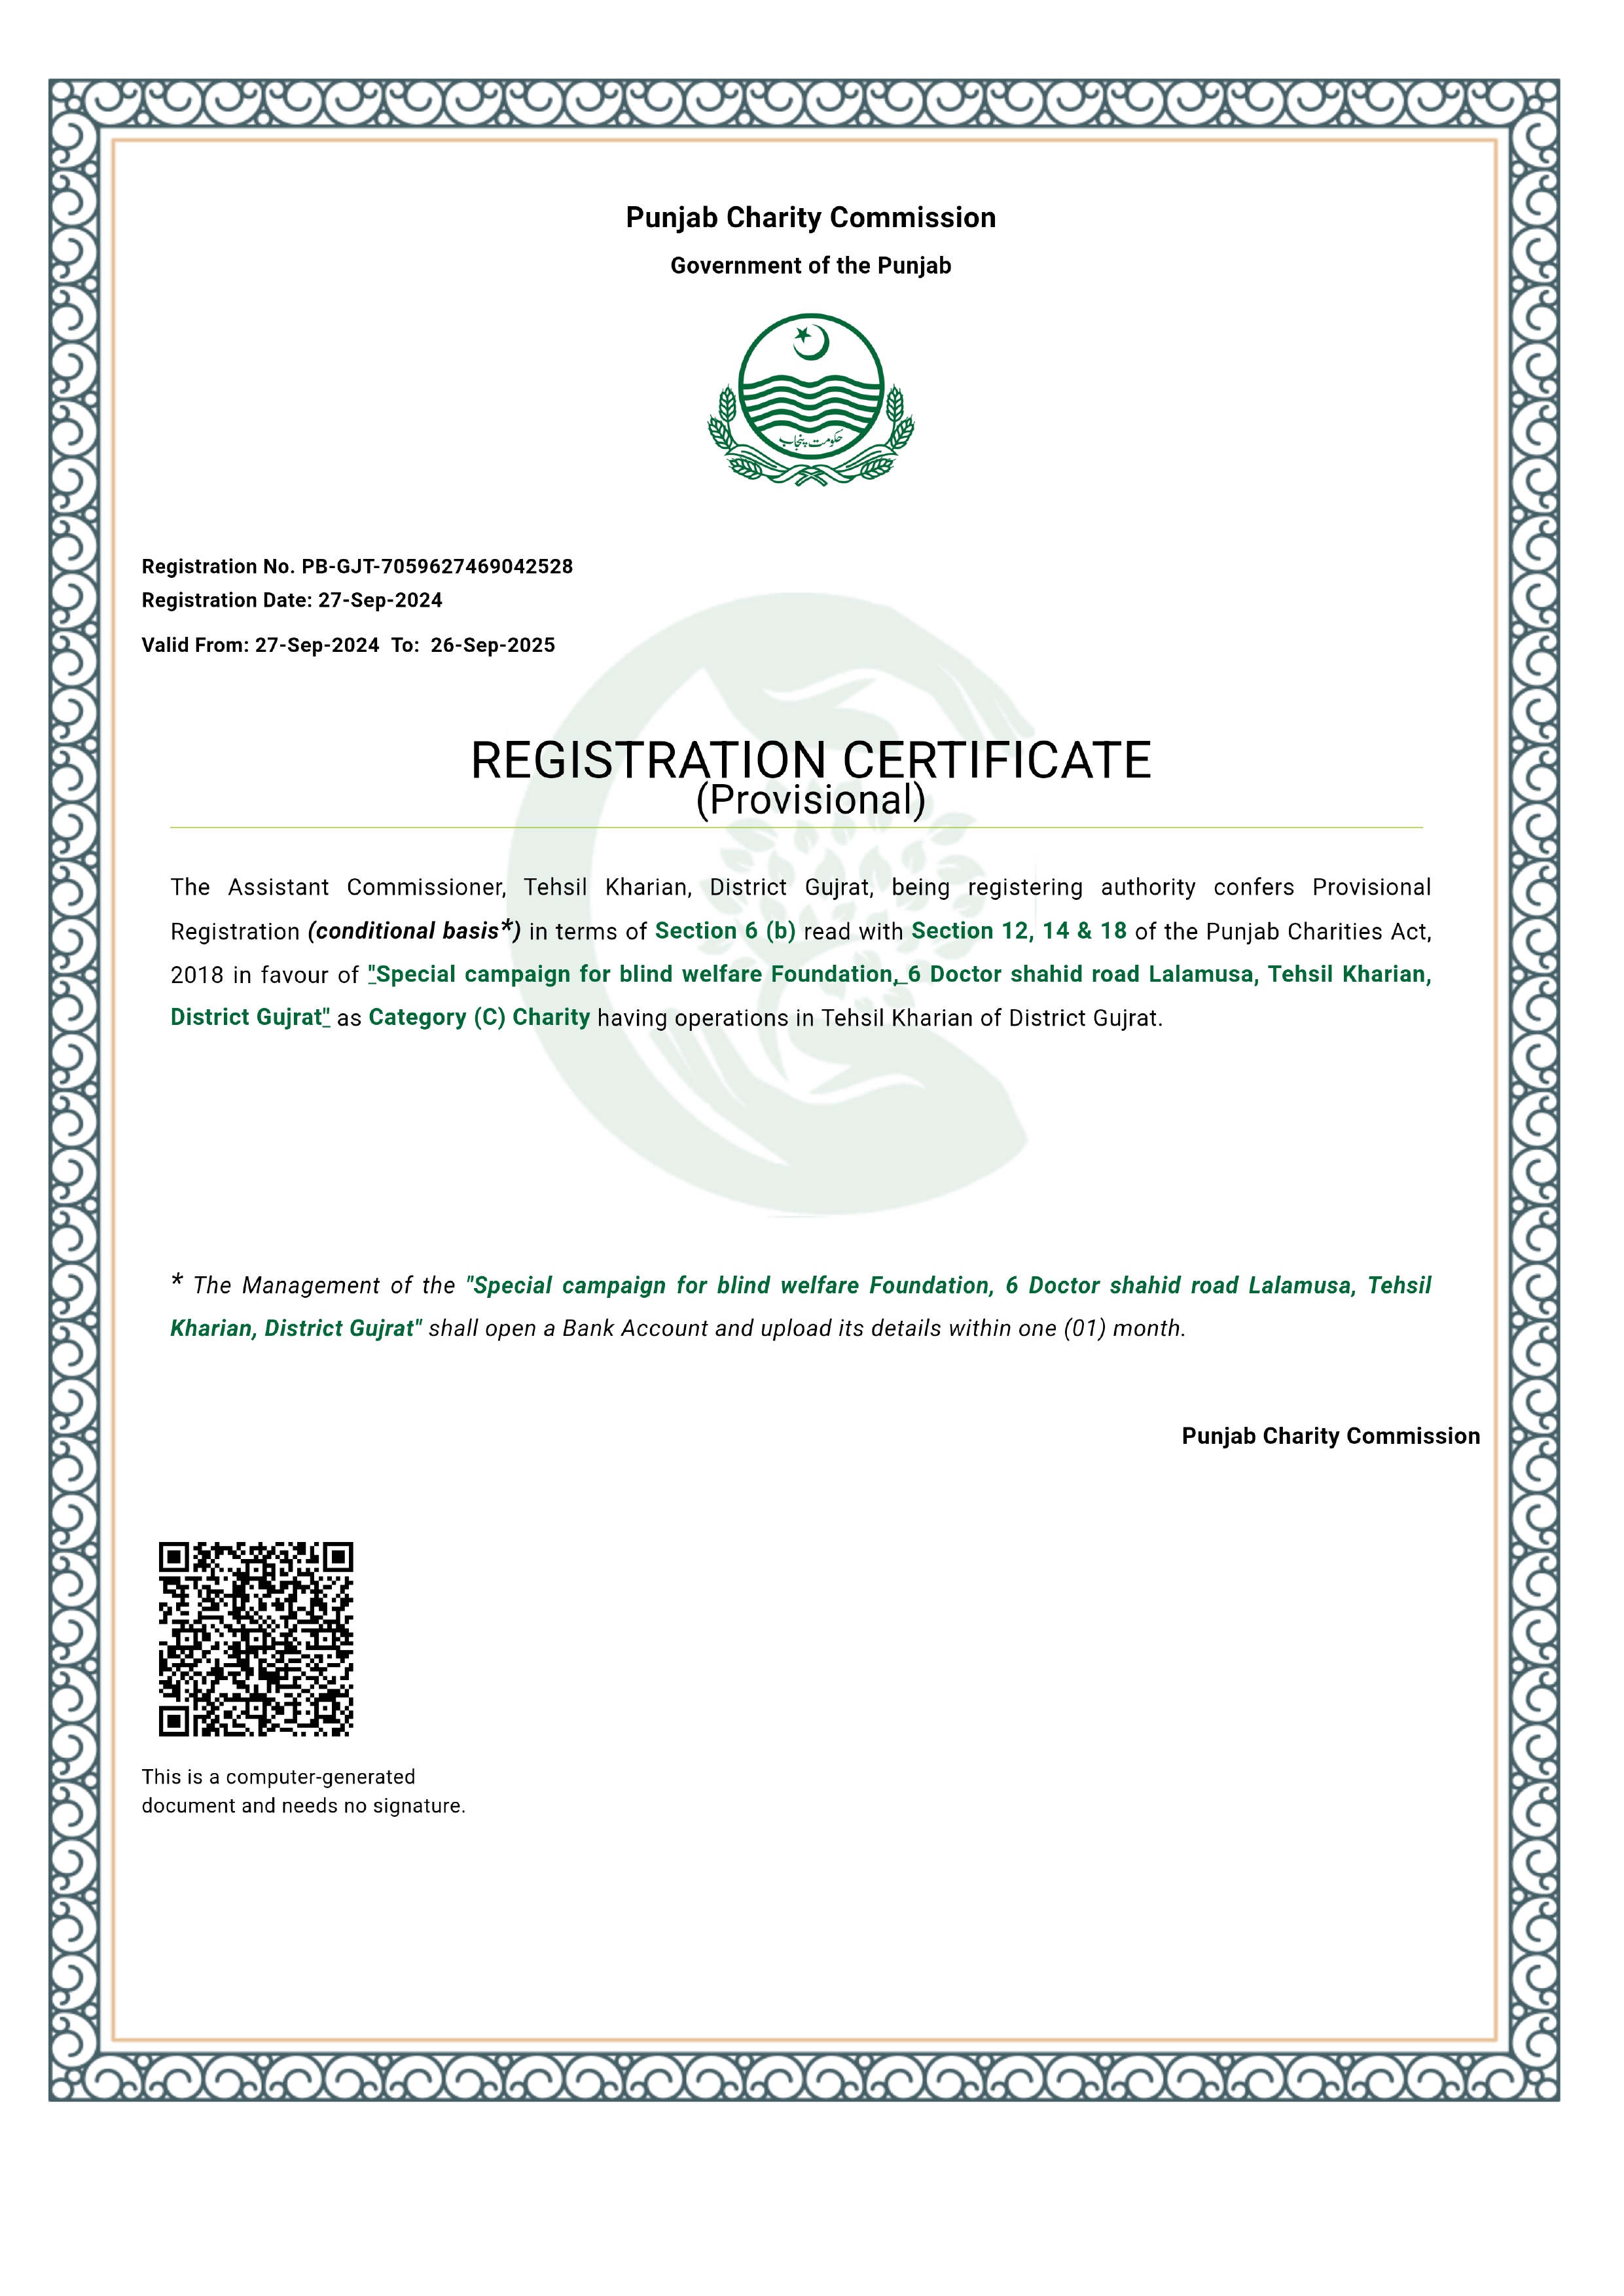 Punjab Charity Commission
Government of the Punjab
حکومت پنجاب
Registration No. PB-GJT-7059627469042528
Registration Date: 27-Sep-2024
Valid From: 27-Sep-2024 To: 26-Sep-2025
REGISTRATION CERTIFICATE
(Provisional)
The Assistant Commissioner, Tehsil Kharian, District Gujrat, being registering authority confers Provisional
Registration (conditional basis*) in terms of Section 6 (b) read with Section 12, 14 & 18 of the Punjab Charities Act,
2018 in favour of "Special campaign for blind welfare Foundation, 6 Doctor shahid road Lalamusa, Tehsil Kharian,
District Gujrat" as Category (C) Charity having operations in Tehsil Kharian of District Gujrat.
* The Management of the "Special campaign for blind welfare Foundation, 6 Doctor shahid road Lalamusa, Tehsil
Kharian, District Gujrat" shall open a Bank Account and upload its details within one (01) month.
Punjab Charity Commission
This is a computer-generated
document and needs no signature.